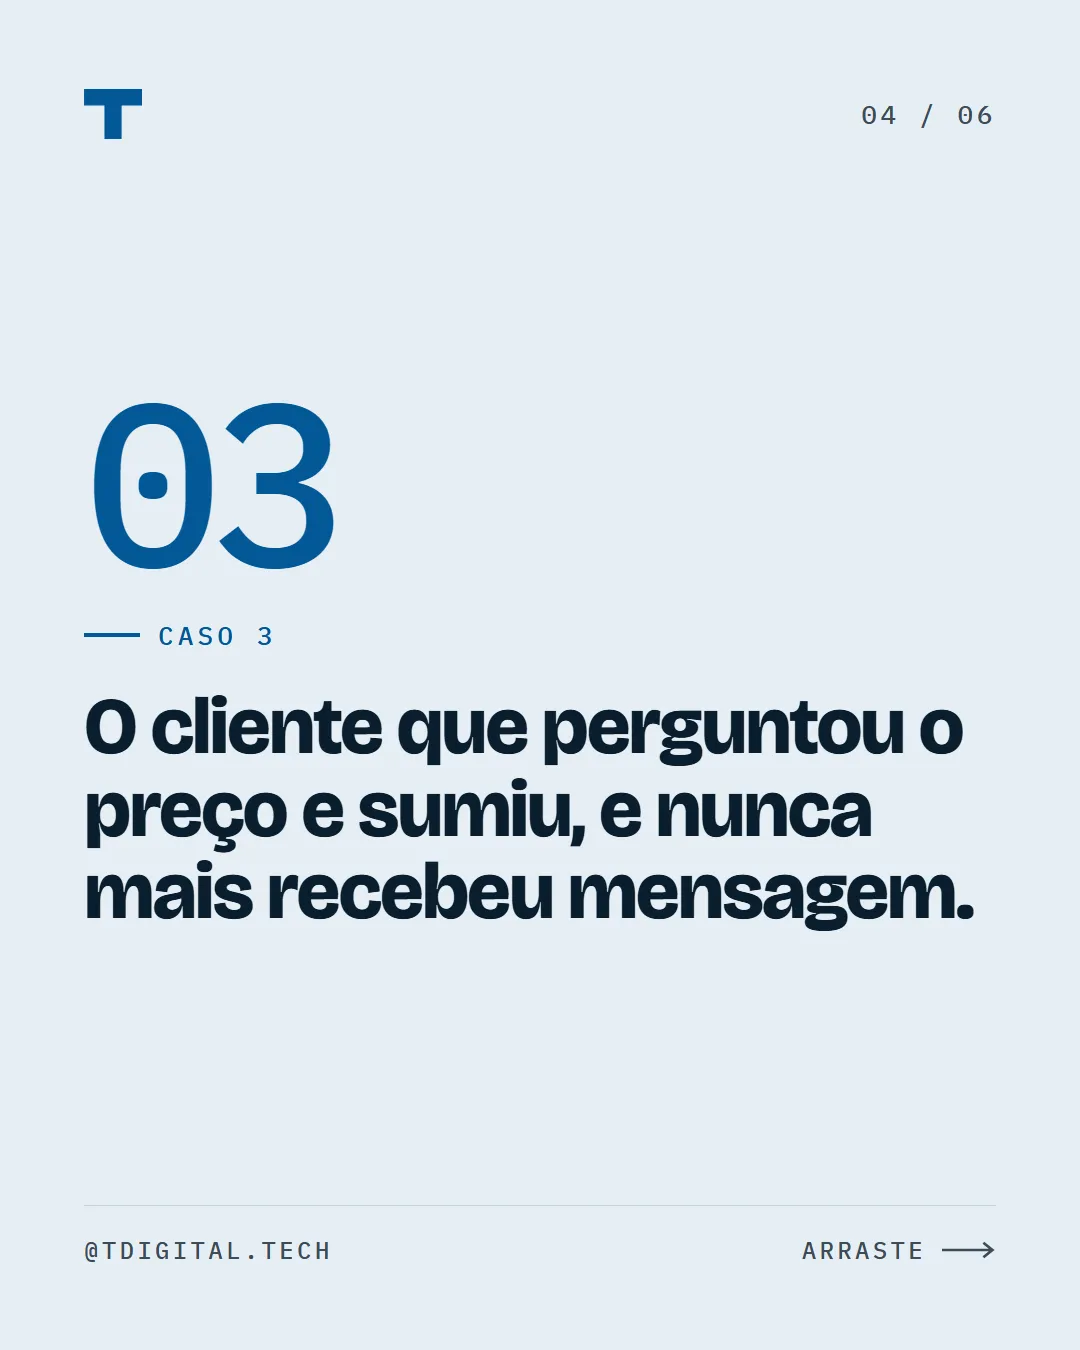 T
04 / 06
03
CASO 3
O cliente que perguntou o
preço e sumiu, e nunca
mais recebeu mensagem.
@TDIGITAL.TECH
ARRASTE